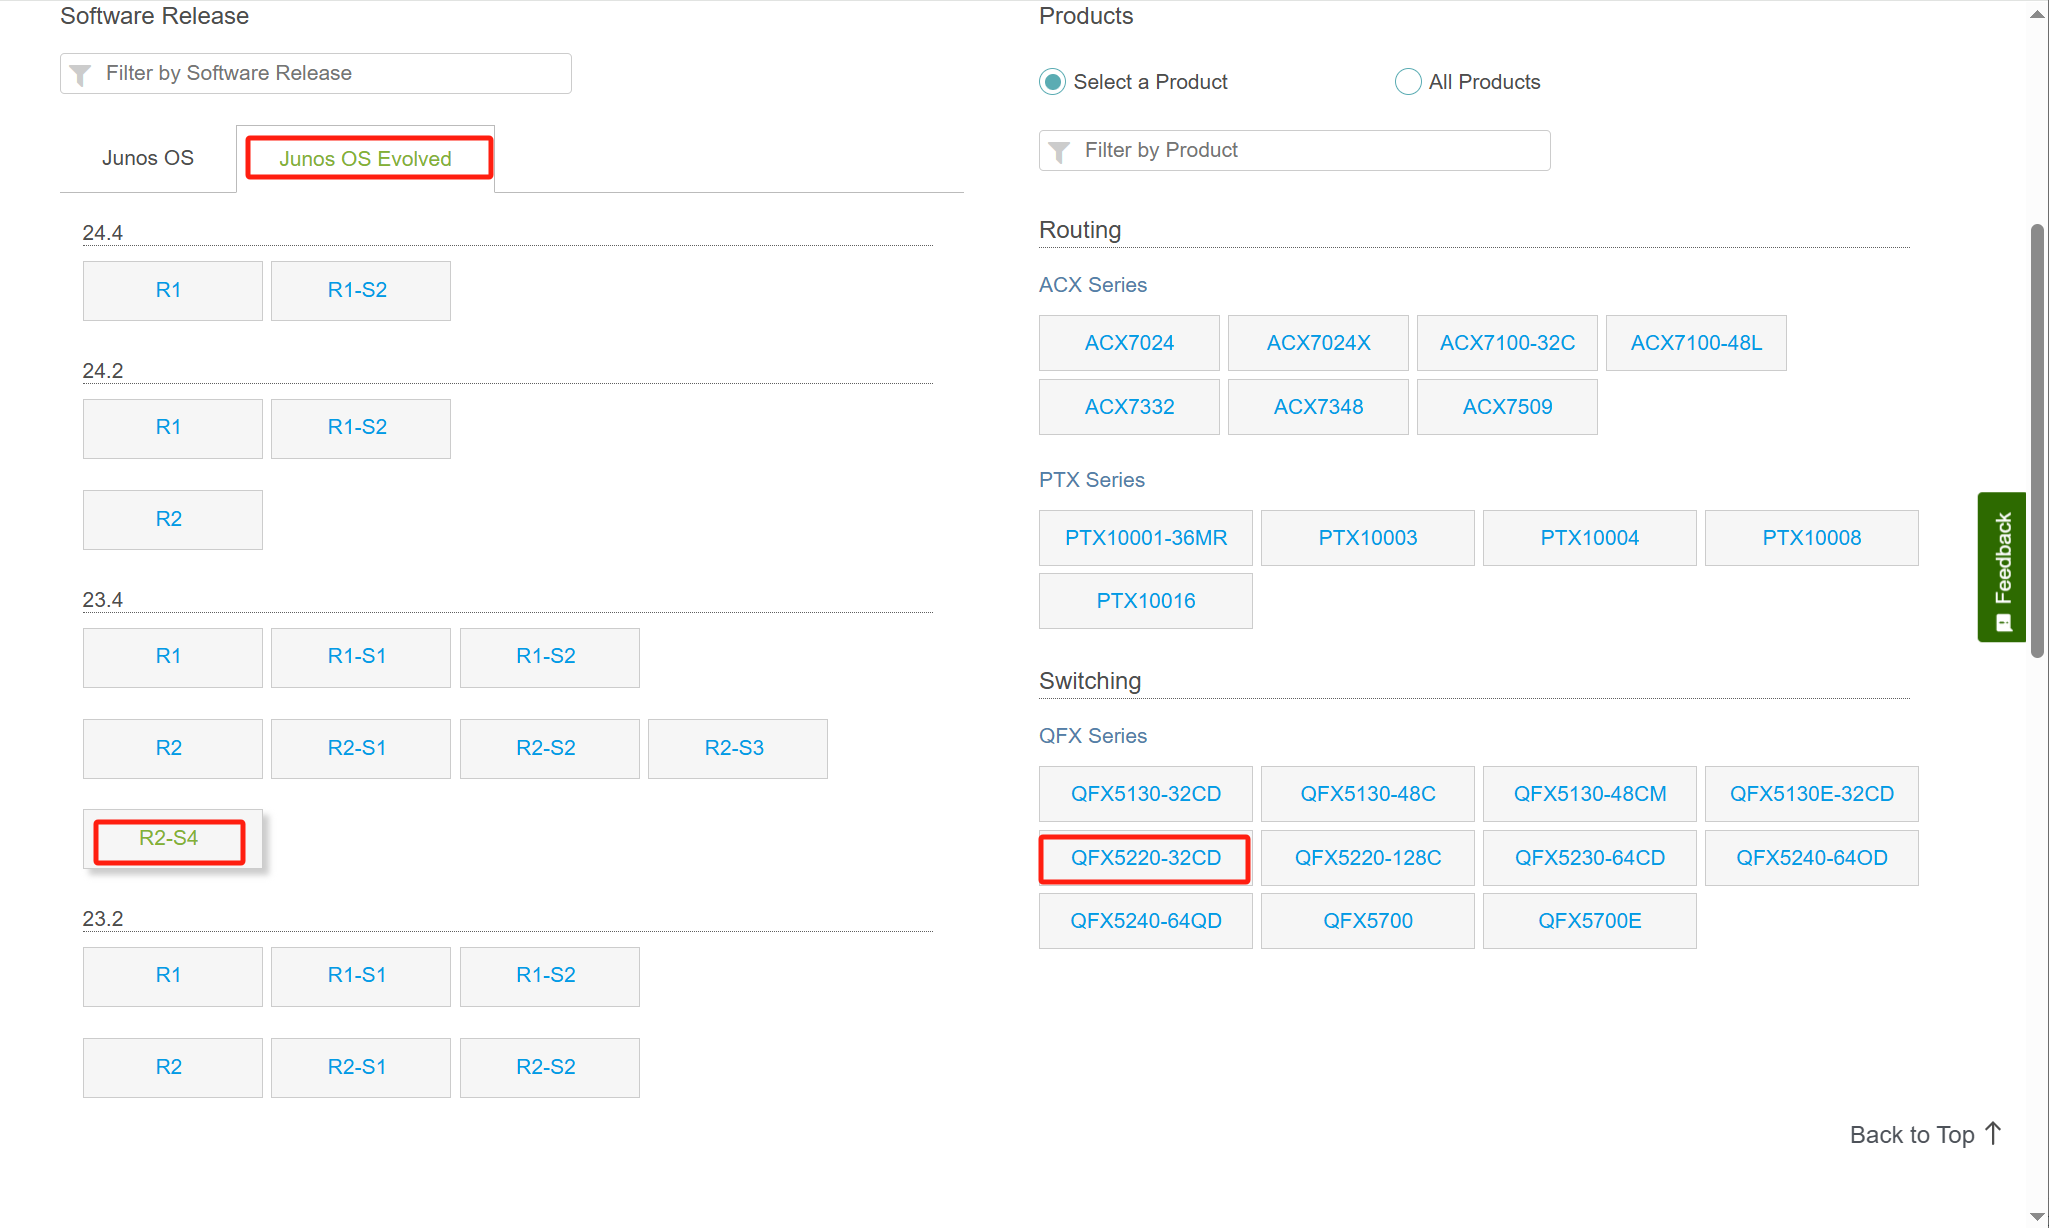 Software Release
Filter by Software Release
Junos OS
Junos OS Evolved
24.4
R1
R1-S2
24.2
R1
R1-S2
R2
23.4
R1
R1-S1
R1-S2
R2
R2-S1
R2-S2
R2-S3
R2-S4
23.2
R1
R1-S1
R1-S2
R2
R2-S1
R2-S2
Products
Select a Product
All Products
Filter by Product
Routing
ACX Series
ACX7024
ACX7024X
ACX7100-32C
ACX7100-48L
ACX7332
ACX7348
ACX7509
PTX Series
PTX10001-36MR
PTX10003
PTX10004
PTX10008
PTX10016
Switching
QFX Series
QFX5130-32CD
QFX5130-48C
QFX5130-48CM
QFX5130E-32CD
QFX5220-32CD
QFX5220-128C
QFX5230-64CD
QFX5240-64OD
QFX5240-64QD
QFX5700
QFX5700E
Feedback
Back to Top ↑